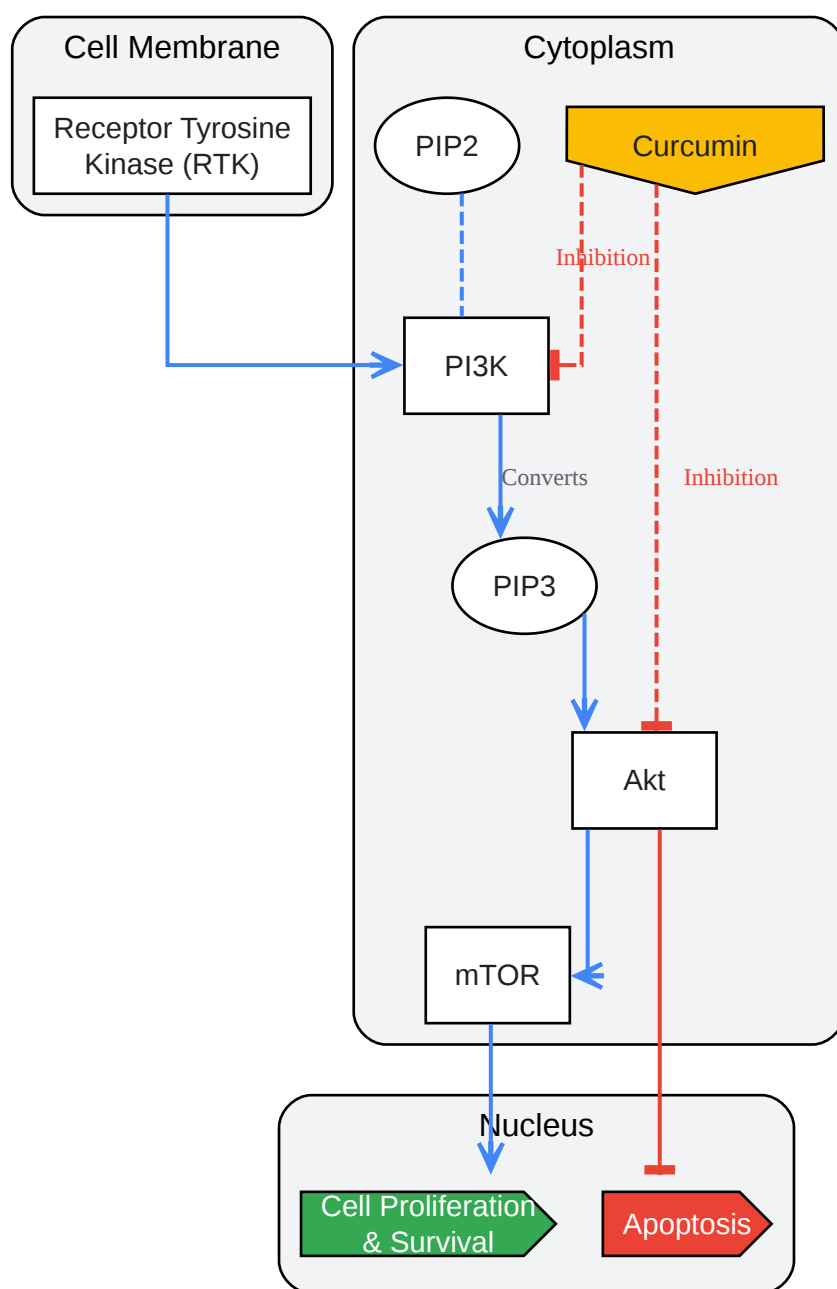 Cell Membrane
Receptor Tyrosine
Kinase (RTK)
Cytoplasm
PIP2
Curcumin
Inhibition
PI3K
Converts
Inhibition
PIP3
Akt
mTOR
Nucleus
Cell Proliferation
& Survival
Apoptosis